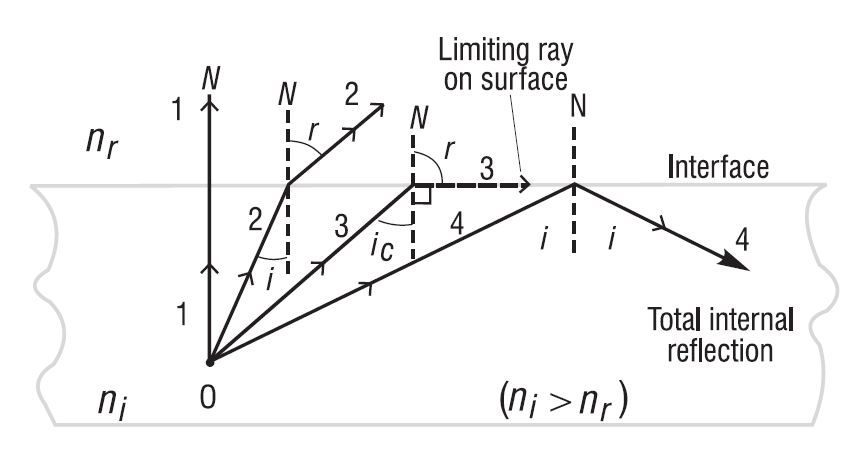 Limiting ray
on surface
N
1
N
2
r
N
r
3
N
n_r
Interface
2
i
3
i_c
4
i
i
4
1
Total internal
reflection
n_i
0
(n_i > n_r)